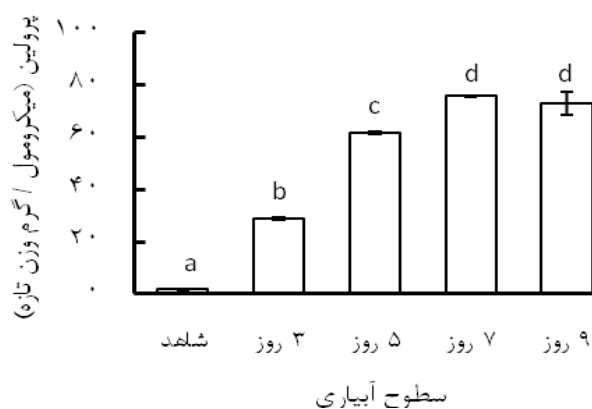 پرولین (میکرومول / گرم وزن تازه)
۱۰۰
۸۰
۶۰
۴۰
۲۰
۰
a
b
c
d
d
شاهد
۳ روز
۵ روز
۷ روز
۹ روز
سطوح آبیاری